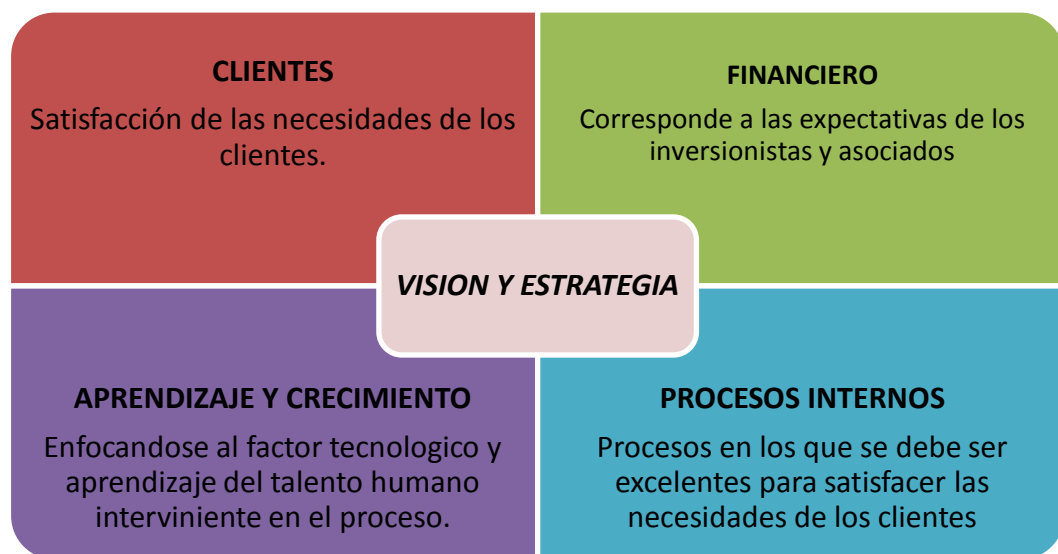 CLIENTES
Satisfacción de las necesidades de los
clientes.
FINANCIERO
Corresponde a las expectativas de los
inversionistas y asociados
VISION Y ESTRATEGIA
APRENDIZAJE Y CRECIMIENTO
Enfocandose al factor tecnologico y
aprendizaje del talento humano
interviniente en el proceso.
PROCESOS INTERNOS
Procesos en los que se debe ser
excelentes para satisfacer las
necesidades de los clientes